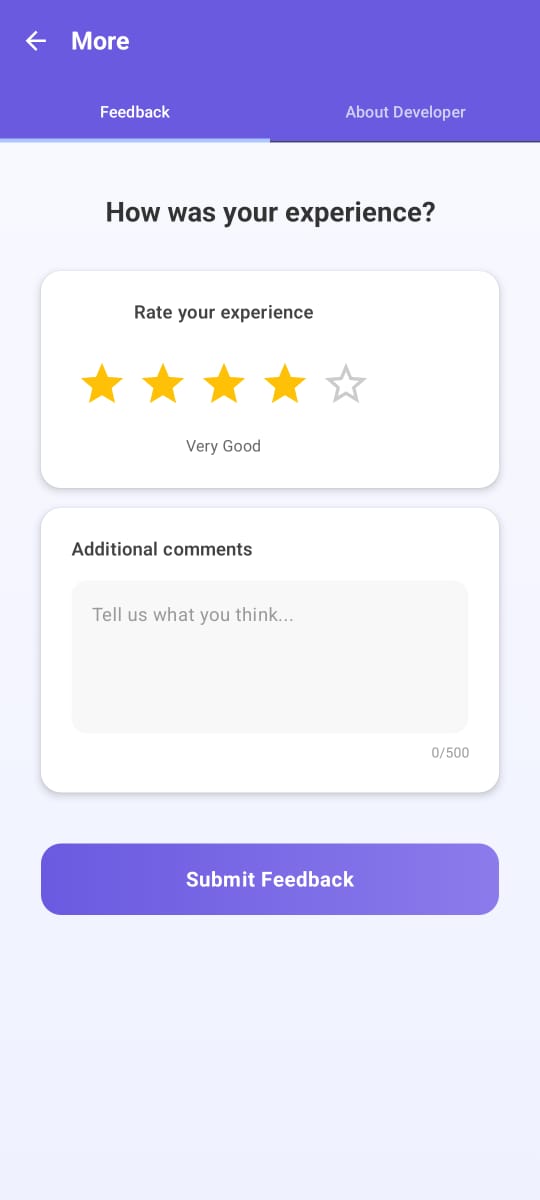 More
Feedback
About Developer
How was your experience?
Rate your experience
Very Good
Additional comments
Tell us what you think...
0/500
Submit Feedback